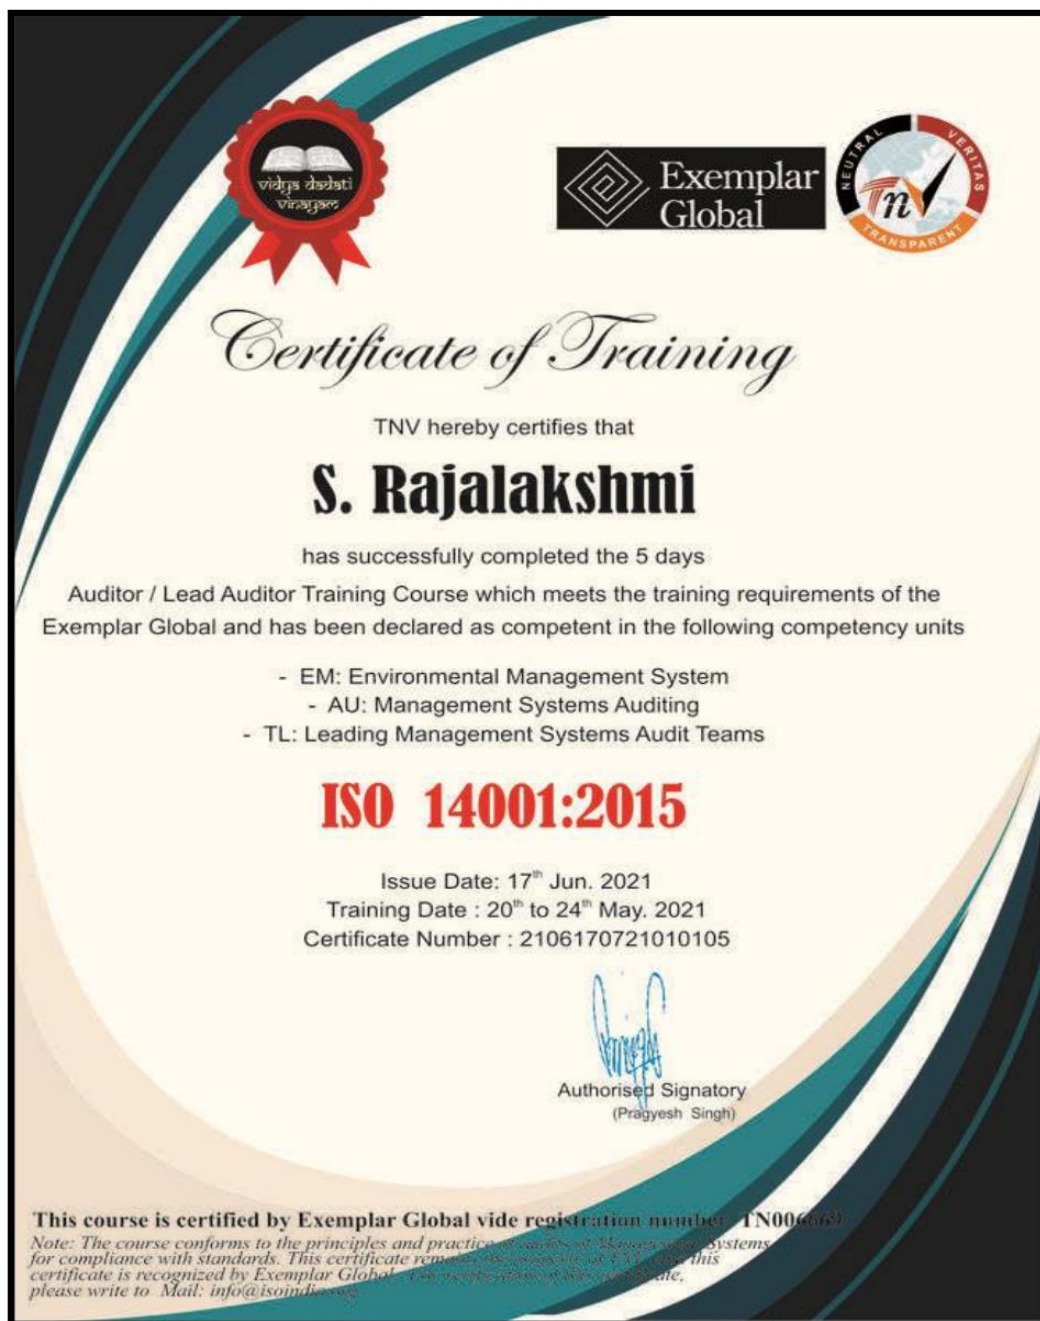 vidya dadati
vinayam
Exemplar
Global
NEUTRAL
VERITAS
TRANSPARENT
TnV
Certificate of Training
TNV hereby certifies that
S. Rajalakshmi
has successfully completed the 5 days
Auditor / Lead Auditor Training Course which meets the training requirements of the
Exemplar Global and has been declared as competent in the following competency units
- EM: Environmental Management System
- AU: Management Systems Auditing
- TL: Leading Management Systems Audit Teams
ISO 14001:2015
Issue Date: 17th Jun. 2021
Training Date : 20th to 24th May. 2021
Certificate Number : 2106170721010105
Authorised Signatory
(Pragyesh Singh)
This course is certified by Exemplar Global vide registration number
Note: The course conforms to the principles and practice Systems
for compliance with standards. This certificate this
certificate is recognized by Exemplar Global
please write to Mail: